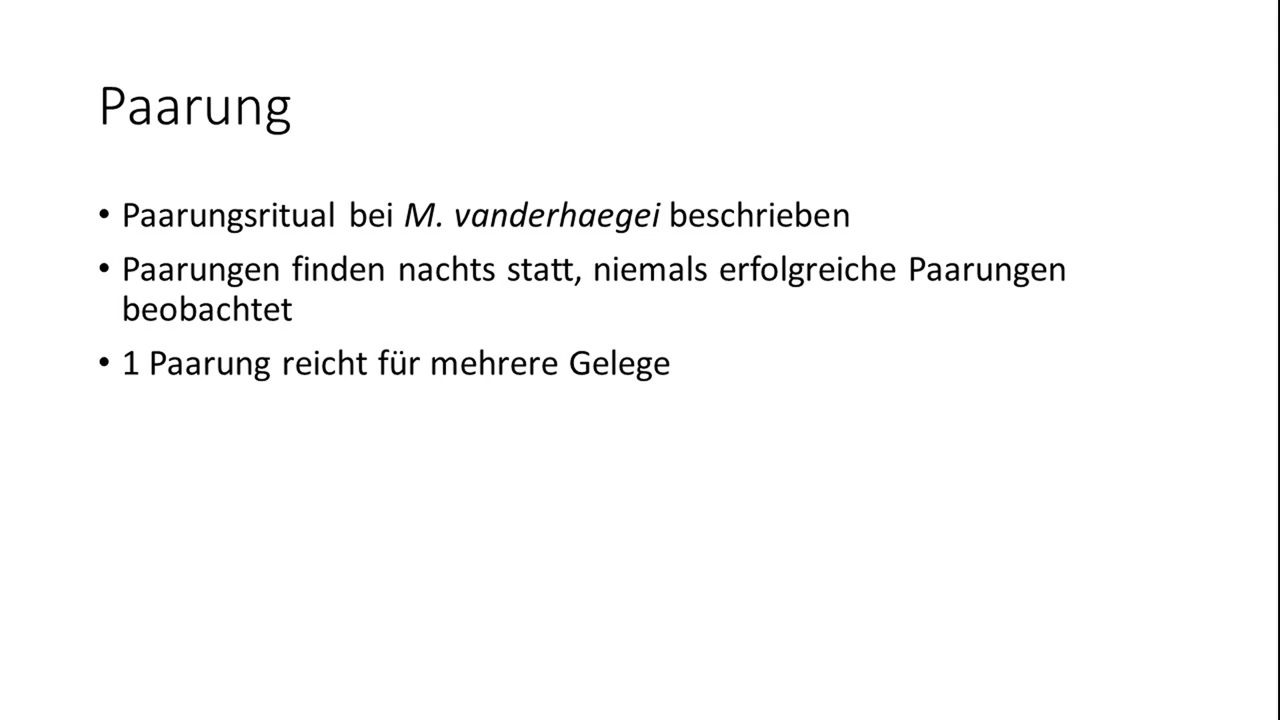 Paarung
• Paarungsritual bei M. vanderhaegei beschrieben
• Paarungen finden nachts statt, niemals erfolgreiche Paarungen
beobachtet
• 1 Paarung reicht für mehrere Gelege